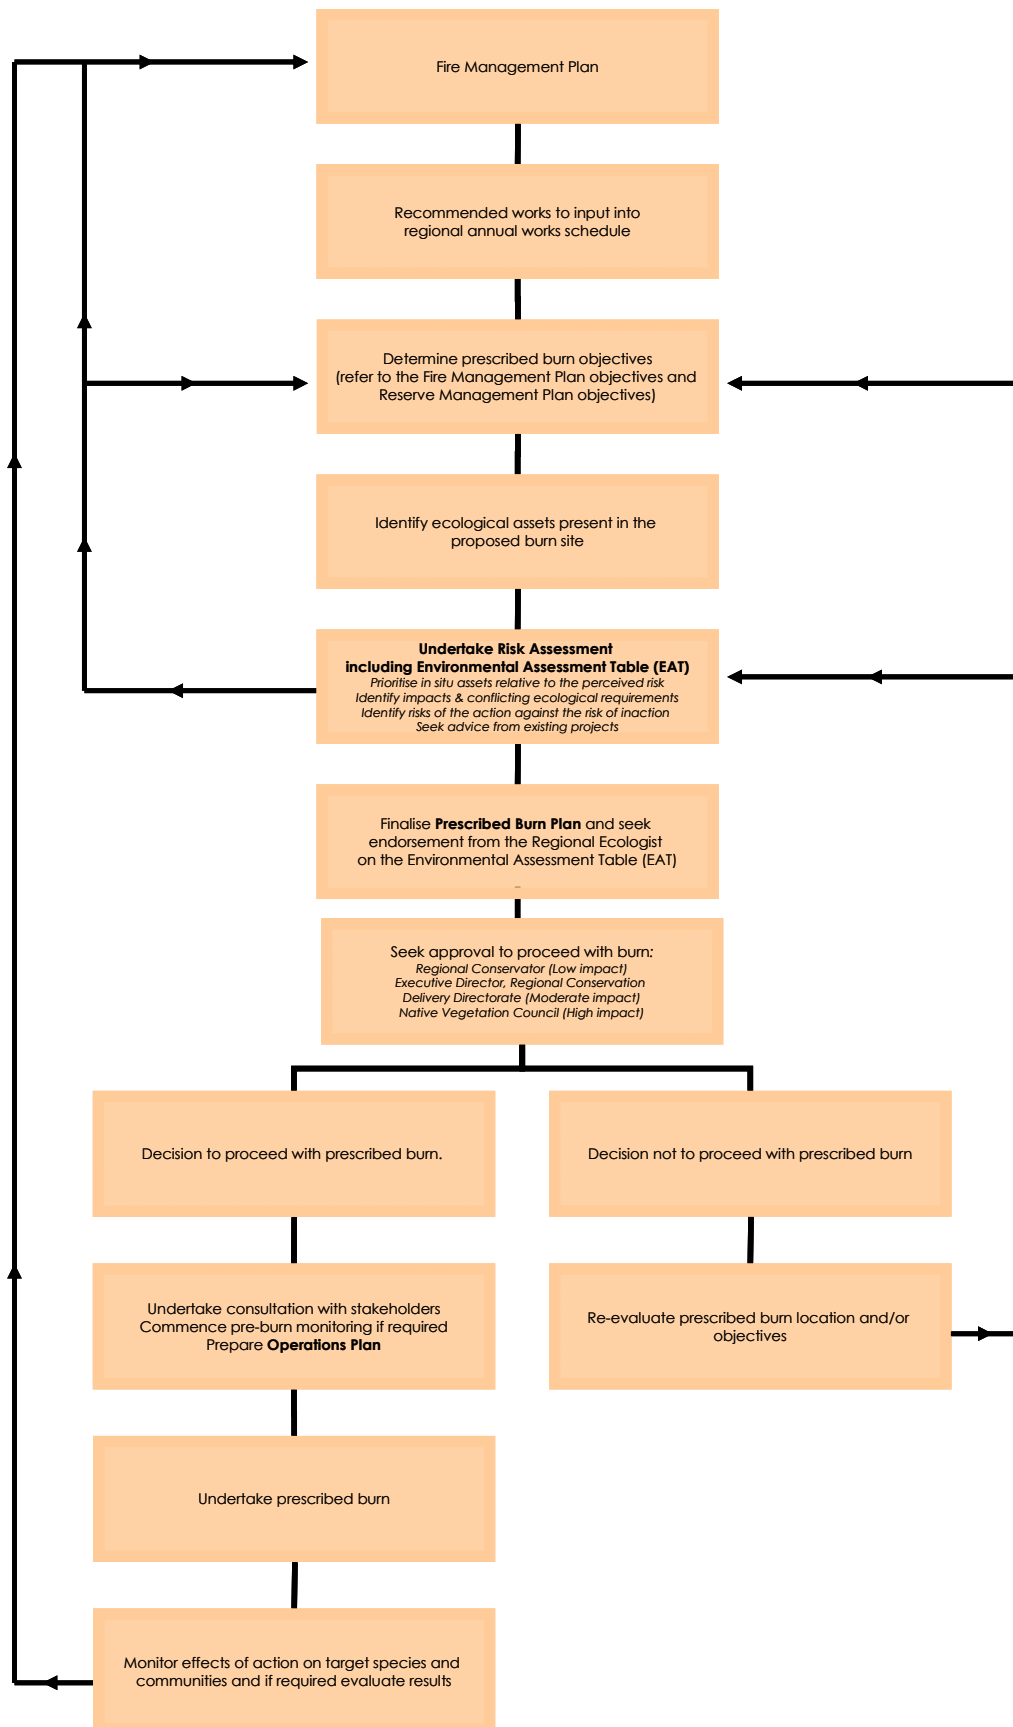 Fire Management Plan
Recommended works to input into
regional annual works schedule
Determine prescribed burn objectives
(refer to the Fire Management Plan objectives and
Reserve Management Plan objectives)
Identify ecological assets present in the
proposed burn site
Undertake Risk Assessment
including Environmental Assessment Table (EAT)
Prioritise in situ assets relative to the perceived risk
Identify impacts & conflicting ecological requirements
Identify risks of the action against the risk of inaction
Seek advice from existing projects
Finalise Prescribed Burn Plan and seek
endorsement from the Regional Ecologist
on the Environmental Assessment Table (EAT)
Seek approval to proceed with burn:
Regional Conservator (Low impact)
Executive Director, Regional Conservation
Delivery Directorate (Moderate impact)
Native Vegetation Council (High impact)
Decision to proceed with prescribed burn.
Decision not to proceed with prescribed burn
Undertake consultation with stakeholders
Commence pre-burn monitoring if required
Prepare Operations Plan
Re-evaluate prescribed burn location and/or
objectives
Undertake prescribed burn
Monitor effects of action on target species and
communities and if required evaluate results